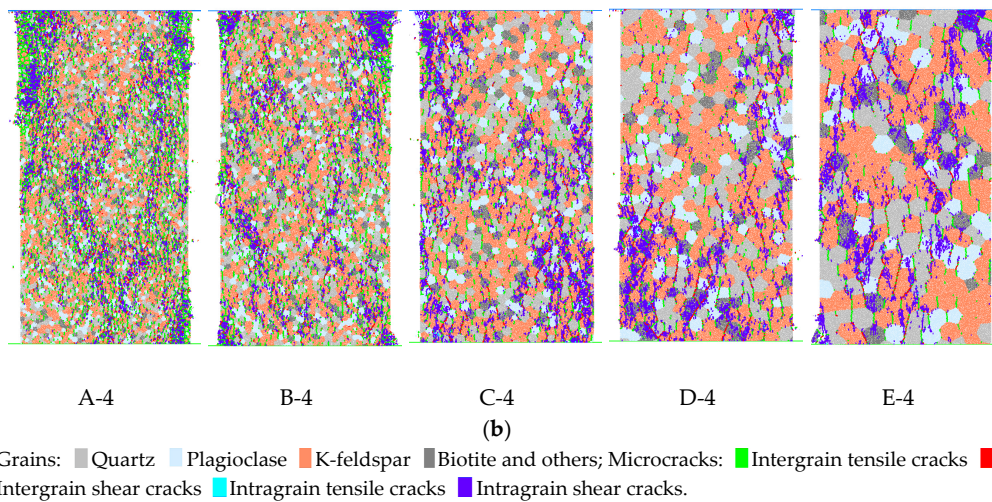 A-4 B-4 C-4 D-4 E-4
(b)
Grains: Quartz Plagioclase K-feldspar Biotite and others; Microcracks: Intergrain tensile cracks
Intergrain shear cracks Intragrain tensile cracks Intragrain shear cracks.